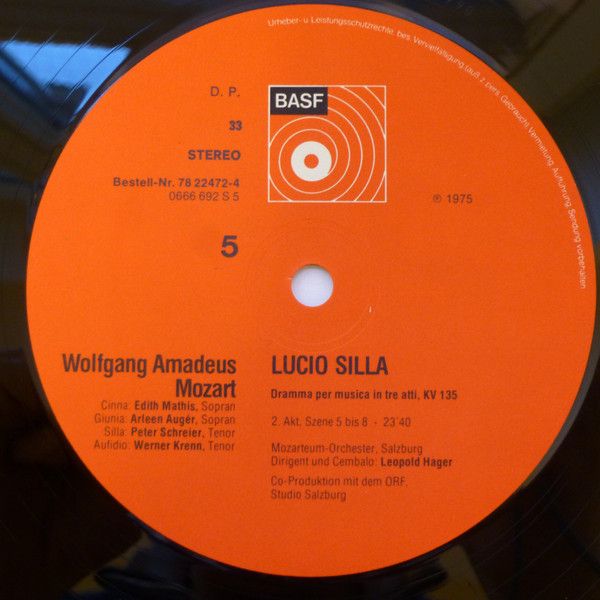 Urheber- u Leistungsschutzrechte, bes. Vervielfältigung (auß. z. pers. Gebrauch) Vermietung Aufführung Sendung vorbehalten
D. P.
BASF
33
STEREO
Bestell-Nr. 78 22472-4
0666 692 S 5
℗ 1975
5
Wolfgang Amadeus
Mozart
Cinna: Edith Mathis, Sopran
Giunia: Arleen Augér, Sopran
Silla: Peter Schreier, Tenor
Aufidio: Werner Krenn, Tenor
LUCIO SILLA
Dramma per musica in tre atti, KV 135
2. Akt. Szene 5 bis 8 · 23'40
Mozarteum-Orchester, Salzburg
Dirigent und Cembalo: Leopold Hager
Co-Produktion mit dem ORF,
Studio Salzburg